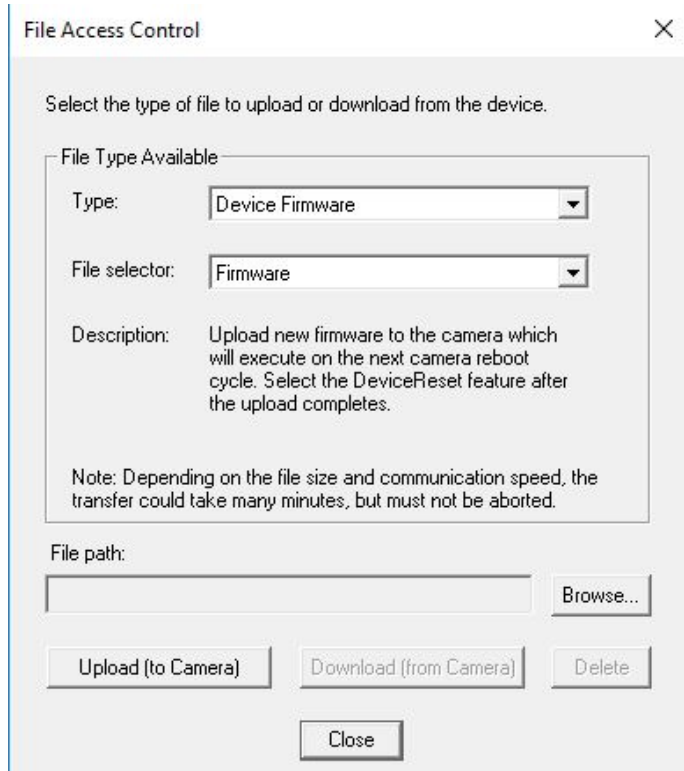 File Access Control
Select the type of file to upload or download from the device.
File Type Available
Type: Device Firmware
File selector: Firmware
Description: Upload new firmware to the camera which
will execute on the next camera reboot
cycle. Select the DeviceReset feature after
the upload completes.
Note: Depending on the file size and communication speed, the
transfer could take many minutes, but must not be aborted.
File path:
Browse...
Upload (to Camera) Download (from Camera) Delete
Close